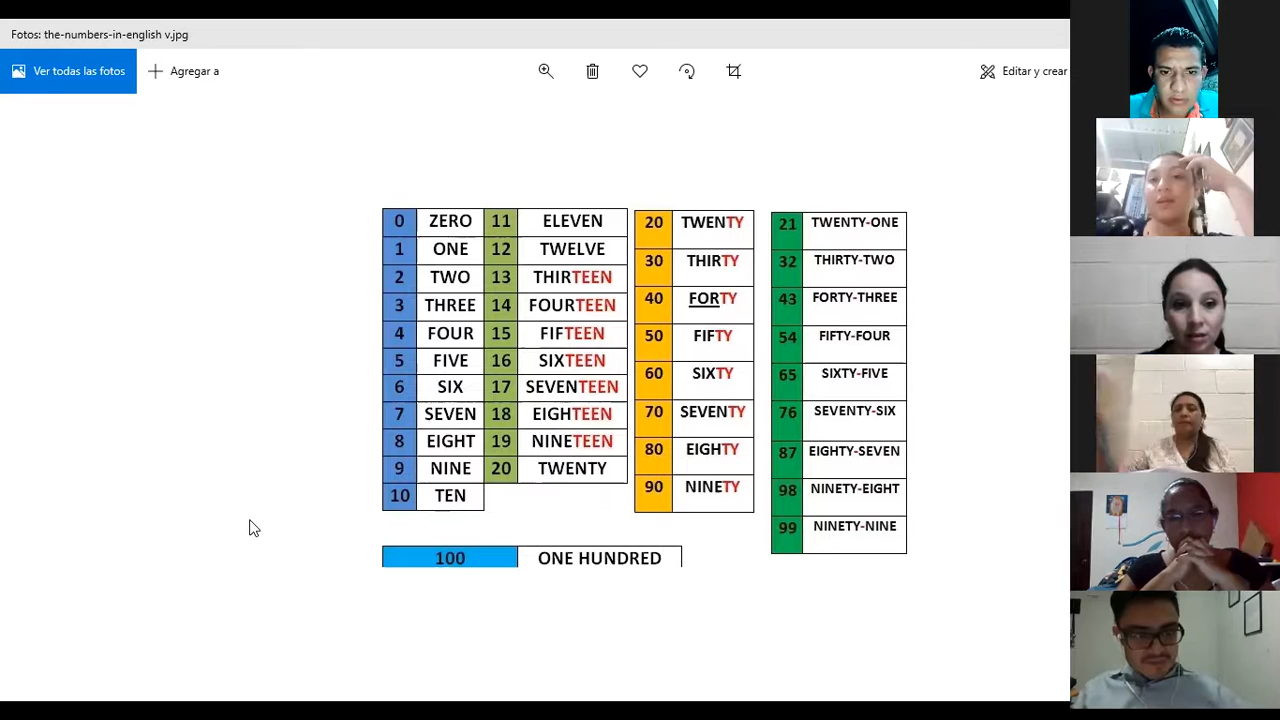 Fotos: the-numbers-in-english v.jpg
Ver todas las fotos
Agregar a
Editar y crear
0 ZERO 11 ELEVEN
1 ONE 12 TWELVE
2 TWO 13 THIRTEEN
3 THREE 14 FOURTEEN
4 FOUR 15 FIFTEEN
5 FIVE 16 SIXTEEN
6 SIX 17 SEVENTEEN
7 SEVEN 18 EIGHTEEN
8 EIGHT 19 NINETEEN
9 NINE 20 TWENTY
10 TEN
20 TWENTY
30 THIRTY
40 FORTY
50 FIFTY
60 SIXTY
70 SEVENTY
80 EIGHTY
90 NINETY
21 TWENTY-ONE
32 THIRTY-TWO
43 FORTY-THREE
54 FIFTY-FOUR
65 SIXTY-FIVE
76 SEVENTY-SIX
87 EIGHTY-SEVEN
98 NINETY-EIGHT
99 NINETY-NINE
100 ONE HUNDRED